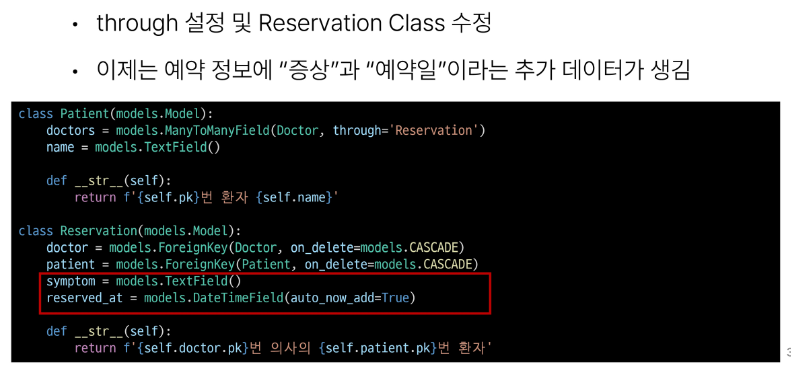 • through 설정 및 Reservation Class 수정
• 이제는 예약 정보에 “증상”과 “예약일”이라는 추가 데이터가 생김
class Patient(models.Model):
    doctors = models.ManyToManyField(Doctor, through='Reservation')
    name = models.TextField()

    def __str__(self):
        return f'{self.pk}번 환자 {self.name}'

class Reservation(models.Model):
    doctor = models.ForeignKey(Doctor, on_delete=models.CASCADE)
    patient = models.ForeignKey(Patient, on_delete=models.CASCADE)
    symptom = models.TextField()
    reserved_at = models.DateTimeField(auto_now_add=True)

    def __str__(self):
        return f'{self.doctor.pk}번 의사의 {self.patient.pk}번 환자'